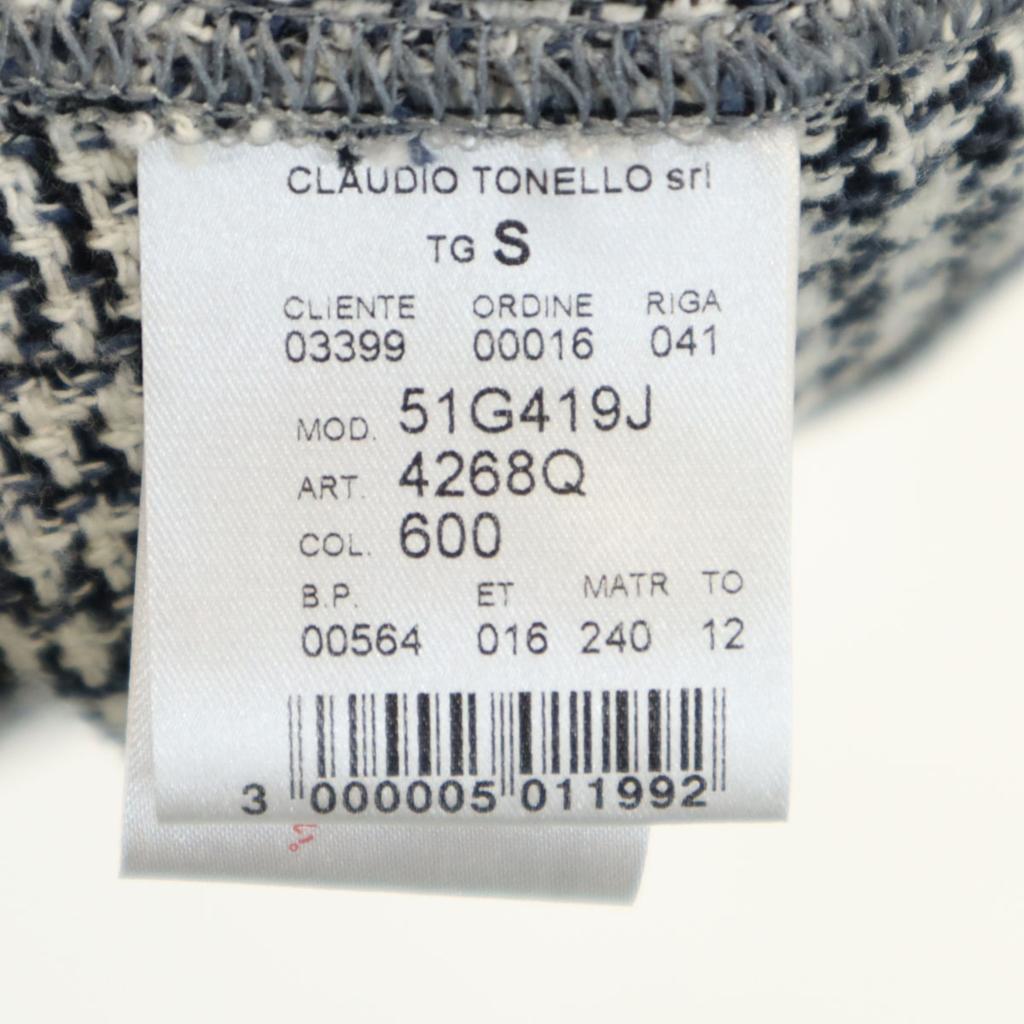 CLAUDIO TONELLO srl
TG S
CLIENTE ORDINE RIGA
03399 00016 041
MOD. 51G419J
ART. 4268Q
COL. 600
B.P. ET MATR TO
00564 016 240 12
3 000005 011992